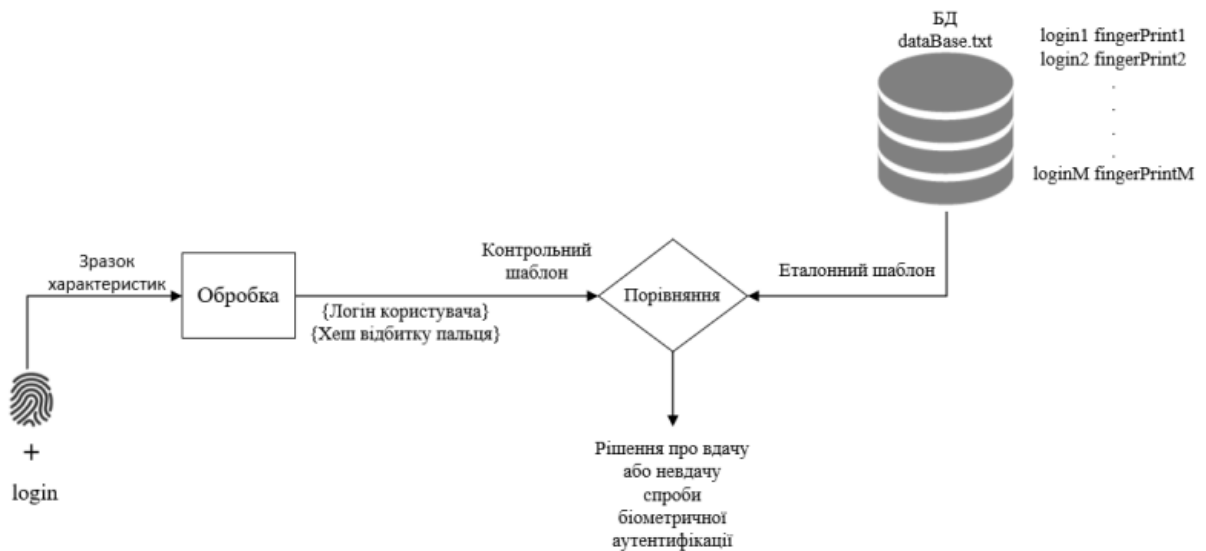 БД
dataBase.txt
login1 fingerPrint1
login2 fingerPrint2
.
.
.
.
loginM fingerPrintM
Зразок
характеристик
Обробка
Контрольний
шаблон
{Логін користувача}
{Хеш відбитку пальця}
Порівняння
Еталонний шаблон
+
login
Рішення про вдачу
або невдачу
спроби
біометричної
аутентифікації